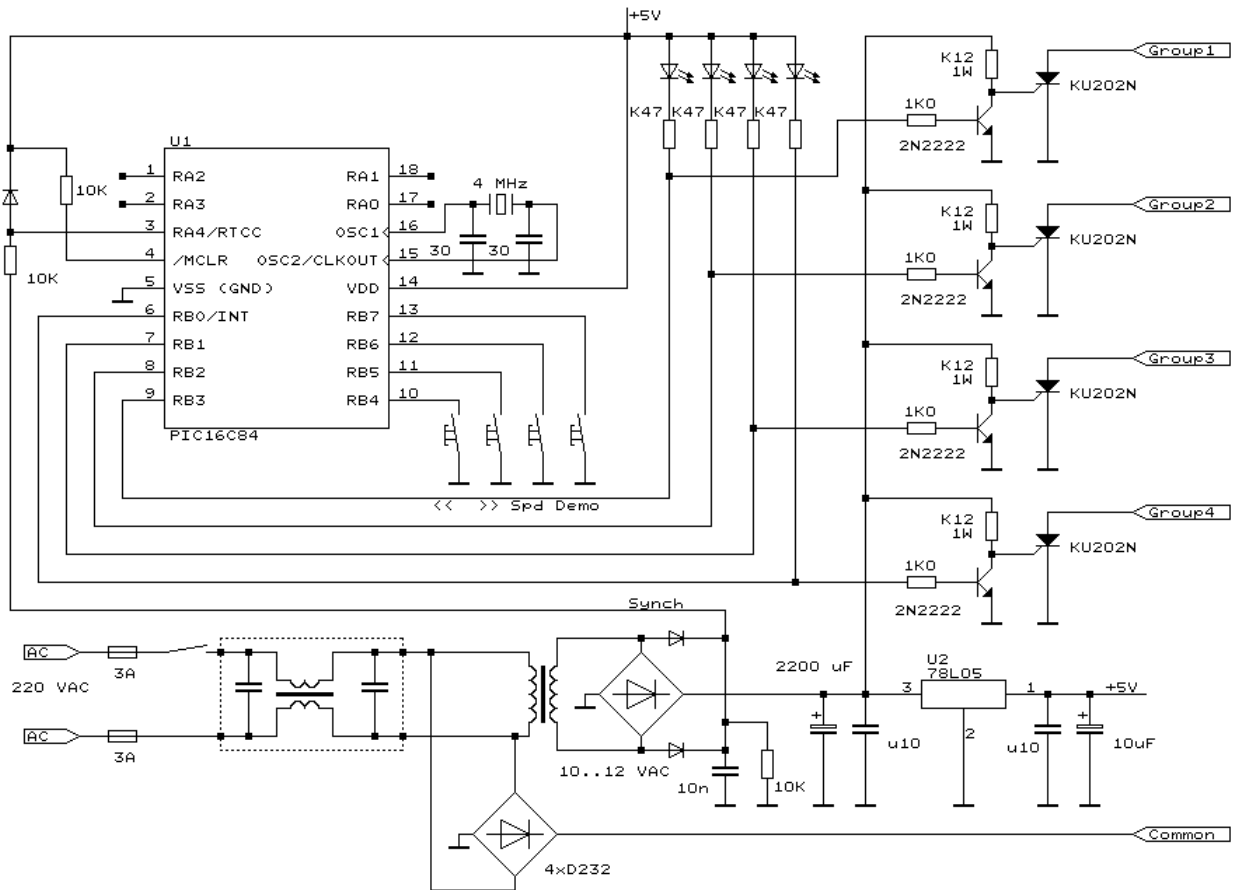 +5V
K12
1W
Group1
KU202N
K47 K47 K47 K47
1K0
2N2222
U1
1 RA2 RA1 18
2 RA3 RA0 17
3 RA4/RTCC OSC1 16
4 /MCLR OSC2/CLKOUT 15
5 VSS (GND) VDD 14
6 RB0/INT RB7 13
7 RB1 RB6 12
8 RB2 RB5 11
9 RB3 RB4 10
PIC16C84
10K
10K
4 MHz
30 30
<< >> Spd Demo
K12
1W
Group2
KU202N
1K0
2N2222
K12
1W
Group3
KU202N
1K0
2N2222
K12
1W
Group4
KU202N
1K0
2N2222
Synch
AC
3A
220 VAC
AC
3A
10..12 VAC
10n
10K
2200 uF
+
u10
U2
78L05
3 1
2
+5V
u10
+
10uF
4xD232
Common